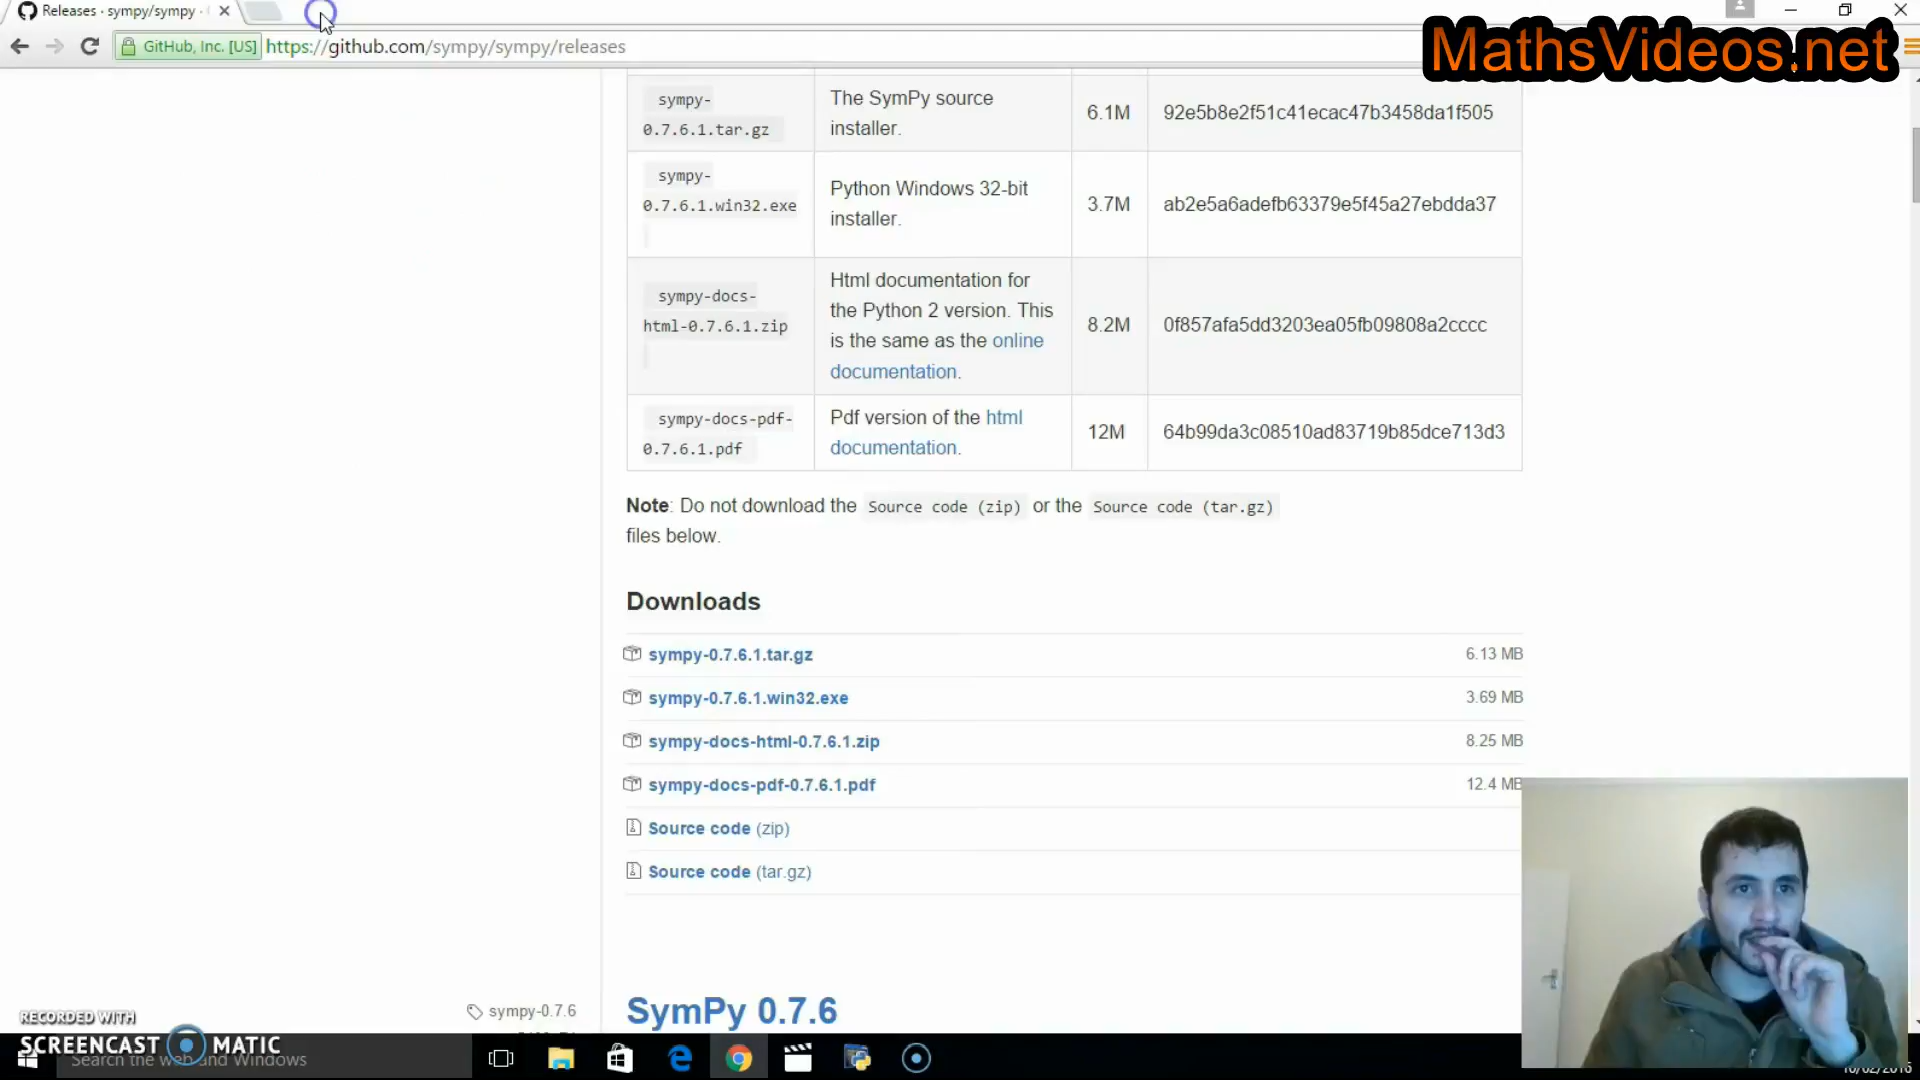 Releases · sympy/sympy ·
GitHub, Inc. [US] https://github.com/sympy/sympy/releases
MathsVideos.net
sympy-
0.7.6.1.tar.gz
The SymPy source
installer.
6.1M
92e5b8e2f51c41ecac47b3458da1f505
sympy-
0.7.6.1.win32.exe
Python Windows 32-bit
installer.
3.7M
ab2e5a6adefb63379e5f45a27ebdda37
sympy-docs-
html-0.7.6.1.zip
Html documentation for
the Python 2 version. This
is the same as the online
documentation.
8.2M
0f857afa5dd3203ea05fb09808a2cccc
sympy-docs-pdf-
0.7.6.1.pdf
Pdf version of the html
documentation.
12M
64b99da3c08510ad83719b85dce713d3
Note: Do not download the Source code (zip) or the Source code (tar.gz)
files below.
Downloads
sympy-0.7.6.1.tar.gz 6.13 MB
sympy-0.7.6.1.win32.exe 3.69 MB
sympy-docs-html-0.7.6.1.zip 8.25 MB
sympy-docs-pdf-0.7.6.1.pdf 12.4 MB
Source code (zip)
Source code (tar.gz)
sympy-0.7.6
SymPy 0.7.6
RECORDED WITH
SCREENCAST MATIC
Search the web and Windows